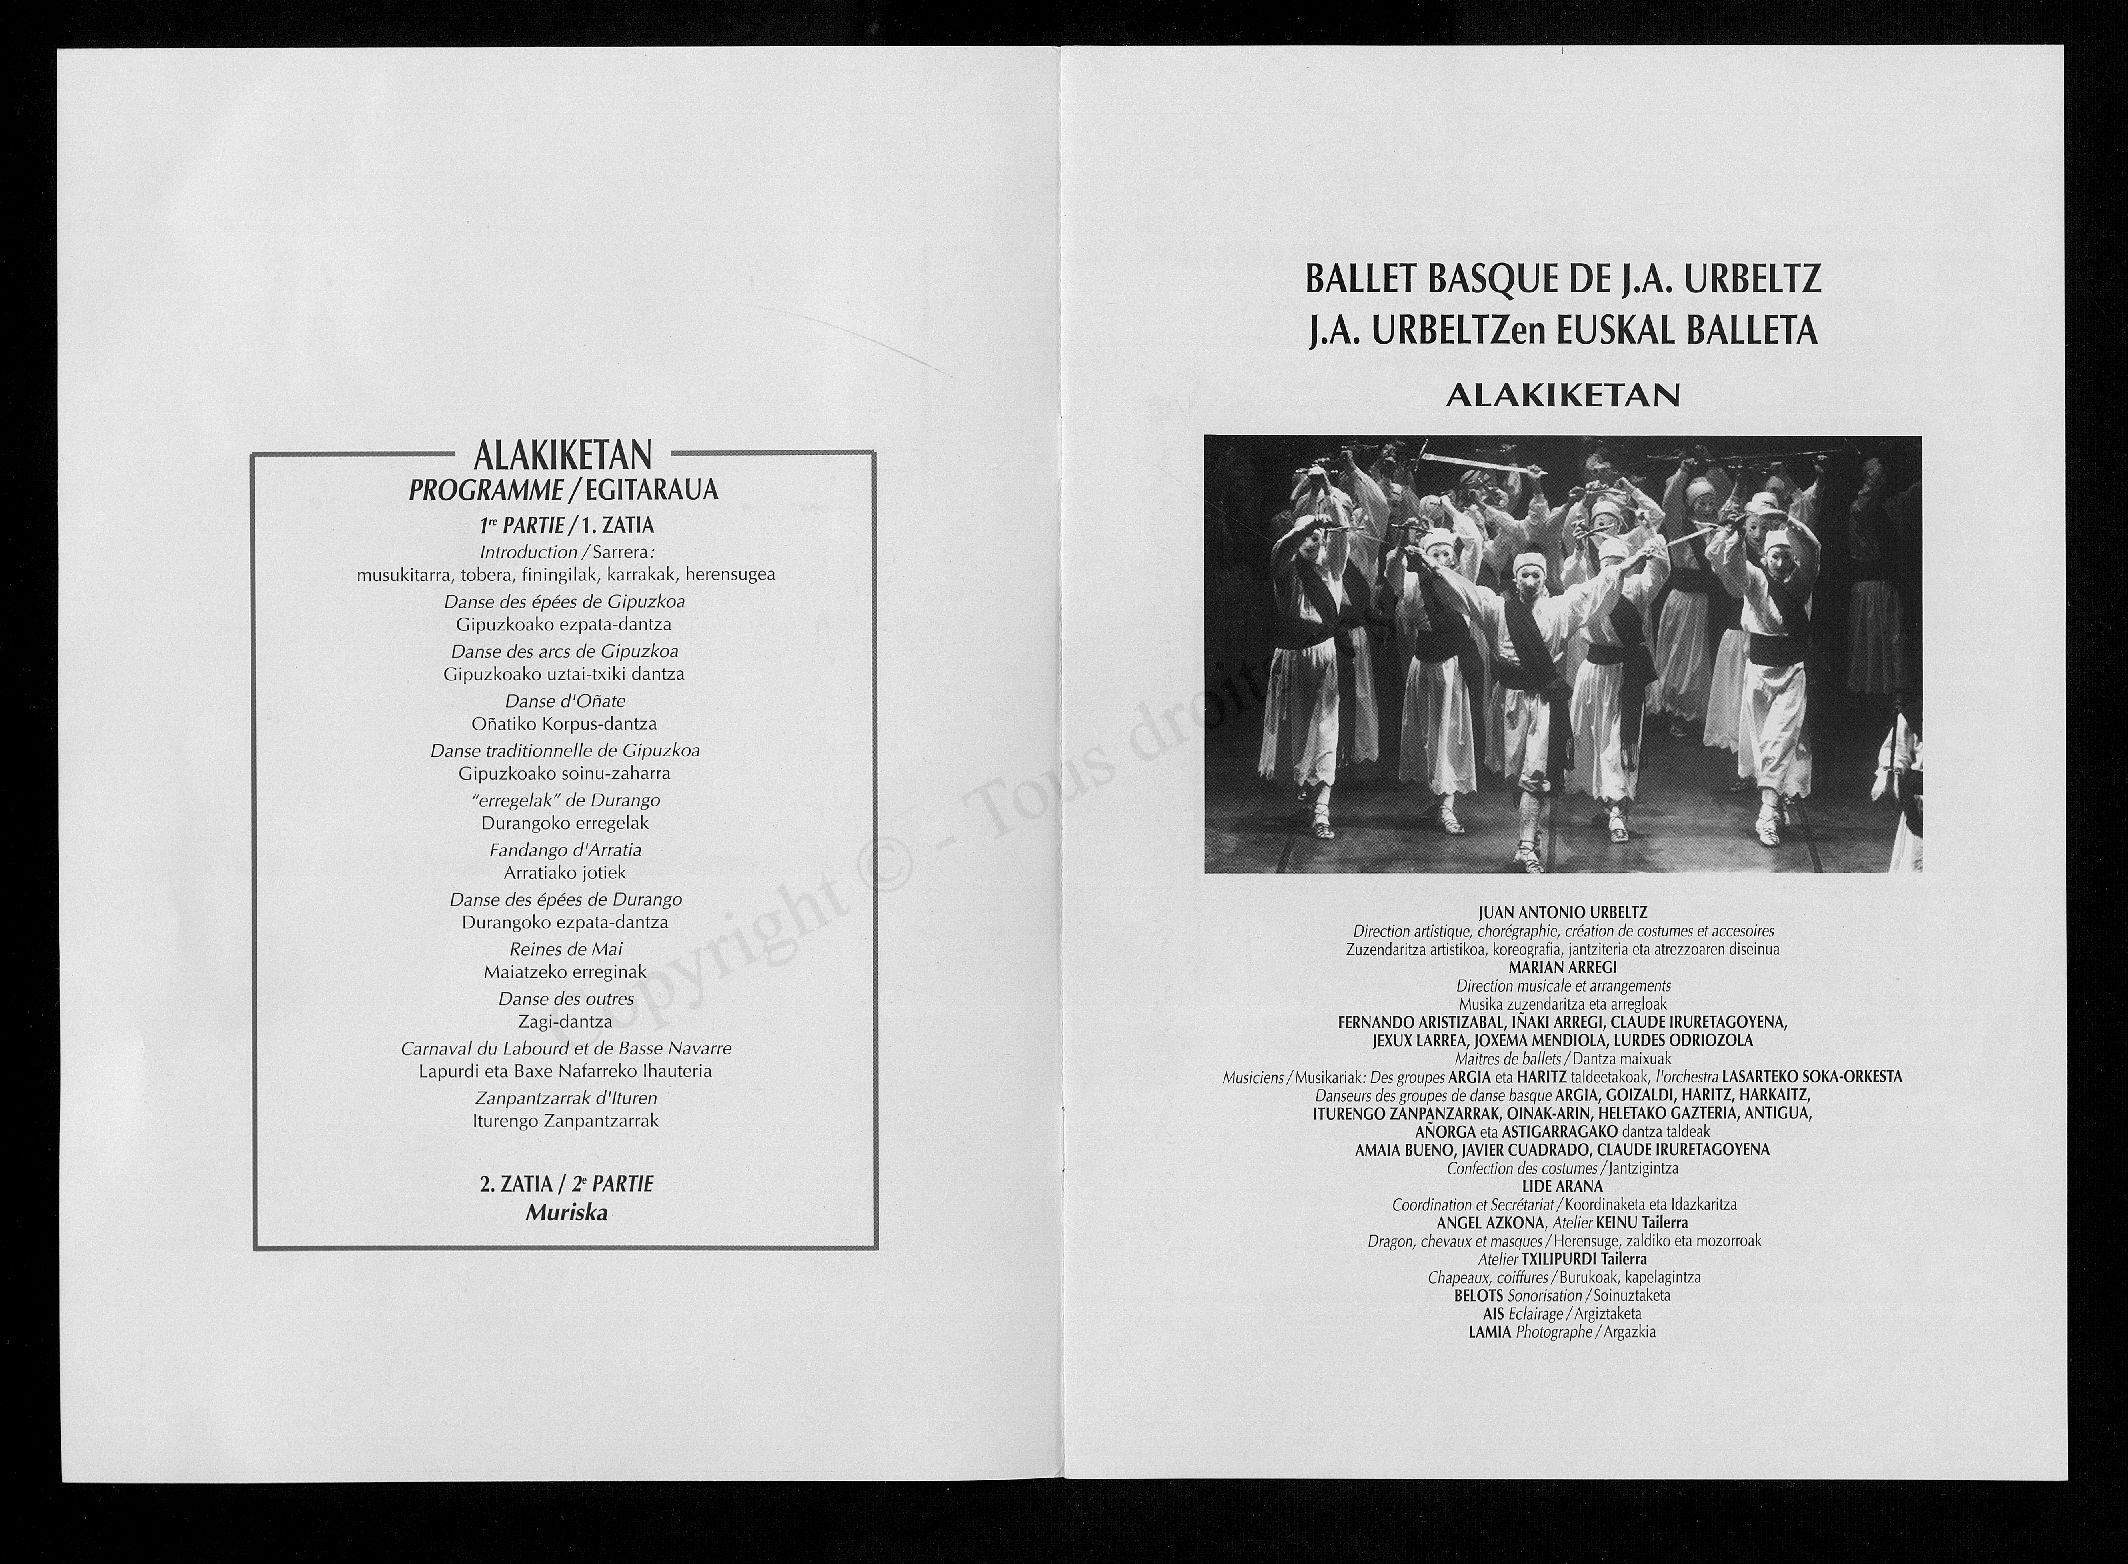 ALAKIKETAN
PROGRAMME / EGITARAUA
1re PARTIE / 1. ZATIA
Introduction / Sarrera:
musukitarra, tobera, finingilak, karrakak, herensugea
Danse des épées de Gipuzkoa
Gipuzkoako ezpata-dantza
Danse des arcs de Gipuzkoa
Gipuzkoako uztai-txiki dantza
Danse d'Oñate
Oñatiko Korpus-dantza
Danse traditionnelle de Gipuzkoa
Gipuzkoako soinu-zaharra
"erregelak" de Durango
Durangoko erregelak
Fandango d'Arratia
Arratiako jotiek
Danse des épées de Durango
Durangoko ezpata-dantza
Reines de Mai
Maiatzeko erreginak
Danse des outres
Zagi-dantza
Carnaval du Labourd et de Basse Navarre
Lapurdi eta Baxe Nafarreko Ihauteria
Zanpantzarrak d'Ituren
Iturengo Zanpantzarrak
2. ZATIA / 2e PARTIE
Muriska
BALLET BASQUE DE J.A. URBELTZ
J.A. URBELTZen EUSKAL BALLETA
ALAKIKETAN
JUAN ANTONIO URBELTZ
Direction artistique, chorégraphie, création de costumes et accesoires
Zuzendaritza artistikoa, koreografia, jantziteria eta atrezzoaren diseinua
MARIAN ARREGI
Direction musicale et arrangements
Musika zuzendaritza eta arregloak
FERNANDO ARISTIZABAL, IÑAKI ARREGI, CLAUDE IRURETAGOYENA,
JEXUX LARREA, JOXEMA MENDIOLA, LURDES ODRIOZOLA
Maitres de ballets / Dantza maixuak
Musiciens / Musikariak: Des groupes ARGIA eta HARITZ taldeetakoak, l'orchestra LASARTEKO SOKA-ORKESTA
Danseurs des groupes de danse basque ARGIA, GOIZALDI, HARITZ, HARKAITZ,
ITURENGO ZANPANZARRAK, OINAK-ARIN, HELETAKO GAZTERIA, ANTIGUA,
AÑORGA eta ASTIGARRAGAKO dantza taldeak
AMAIA BUENO, JAVIER CUADRADO, CLAUDE IRURETAGOYENA
Confection des costumes / Jantzigintza
LIDE ARANA
Coordination et Secrétariat / Koordinaketa eta Idazkaritza
ANGEL AZKONA, Atelier KEINU Tailerra
Dragon, chevaux et masques / Herensuge, zaldiko eta mozorroak
Atelier TXILIPURDI Tailerra
Chapeaux, coiffures / Burukoak, kapelagintza
BELOTS Sonorisation / Soinuztaketa
AIS Eclairage / Argiztaketa
LAMIA Photographe / Argazkia
Copyright © - Tous droits